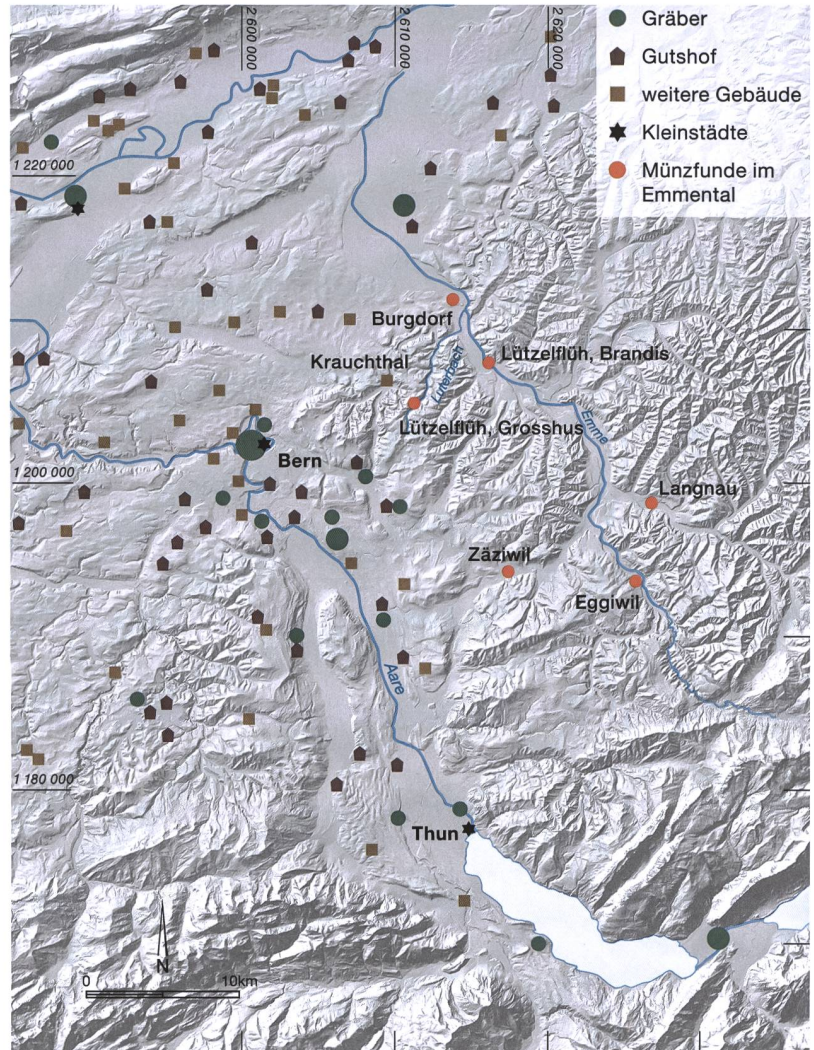 2 600 000
2 610 000
2 620 000
Gräber
Gutshof
weitere Gebäude
Kleinstädte
Münzfunde im
Emmental
1 220 000
Burgdorf
Krauchthal
Luterbach
Lützelflüh, Brandis
Lützelflüh, Grosshus
Emme
Bern
1 200 000
Langnau
Zäziwil
Eggiwil
Aare
1 180 000
Thun
N
0 10km